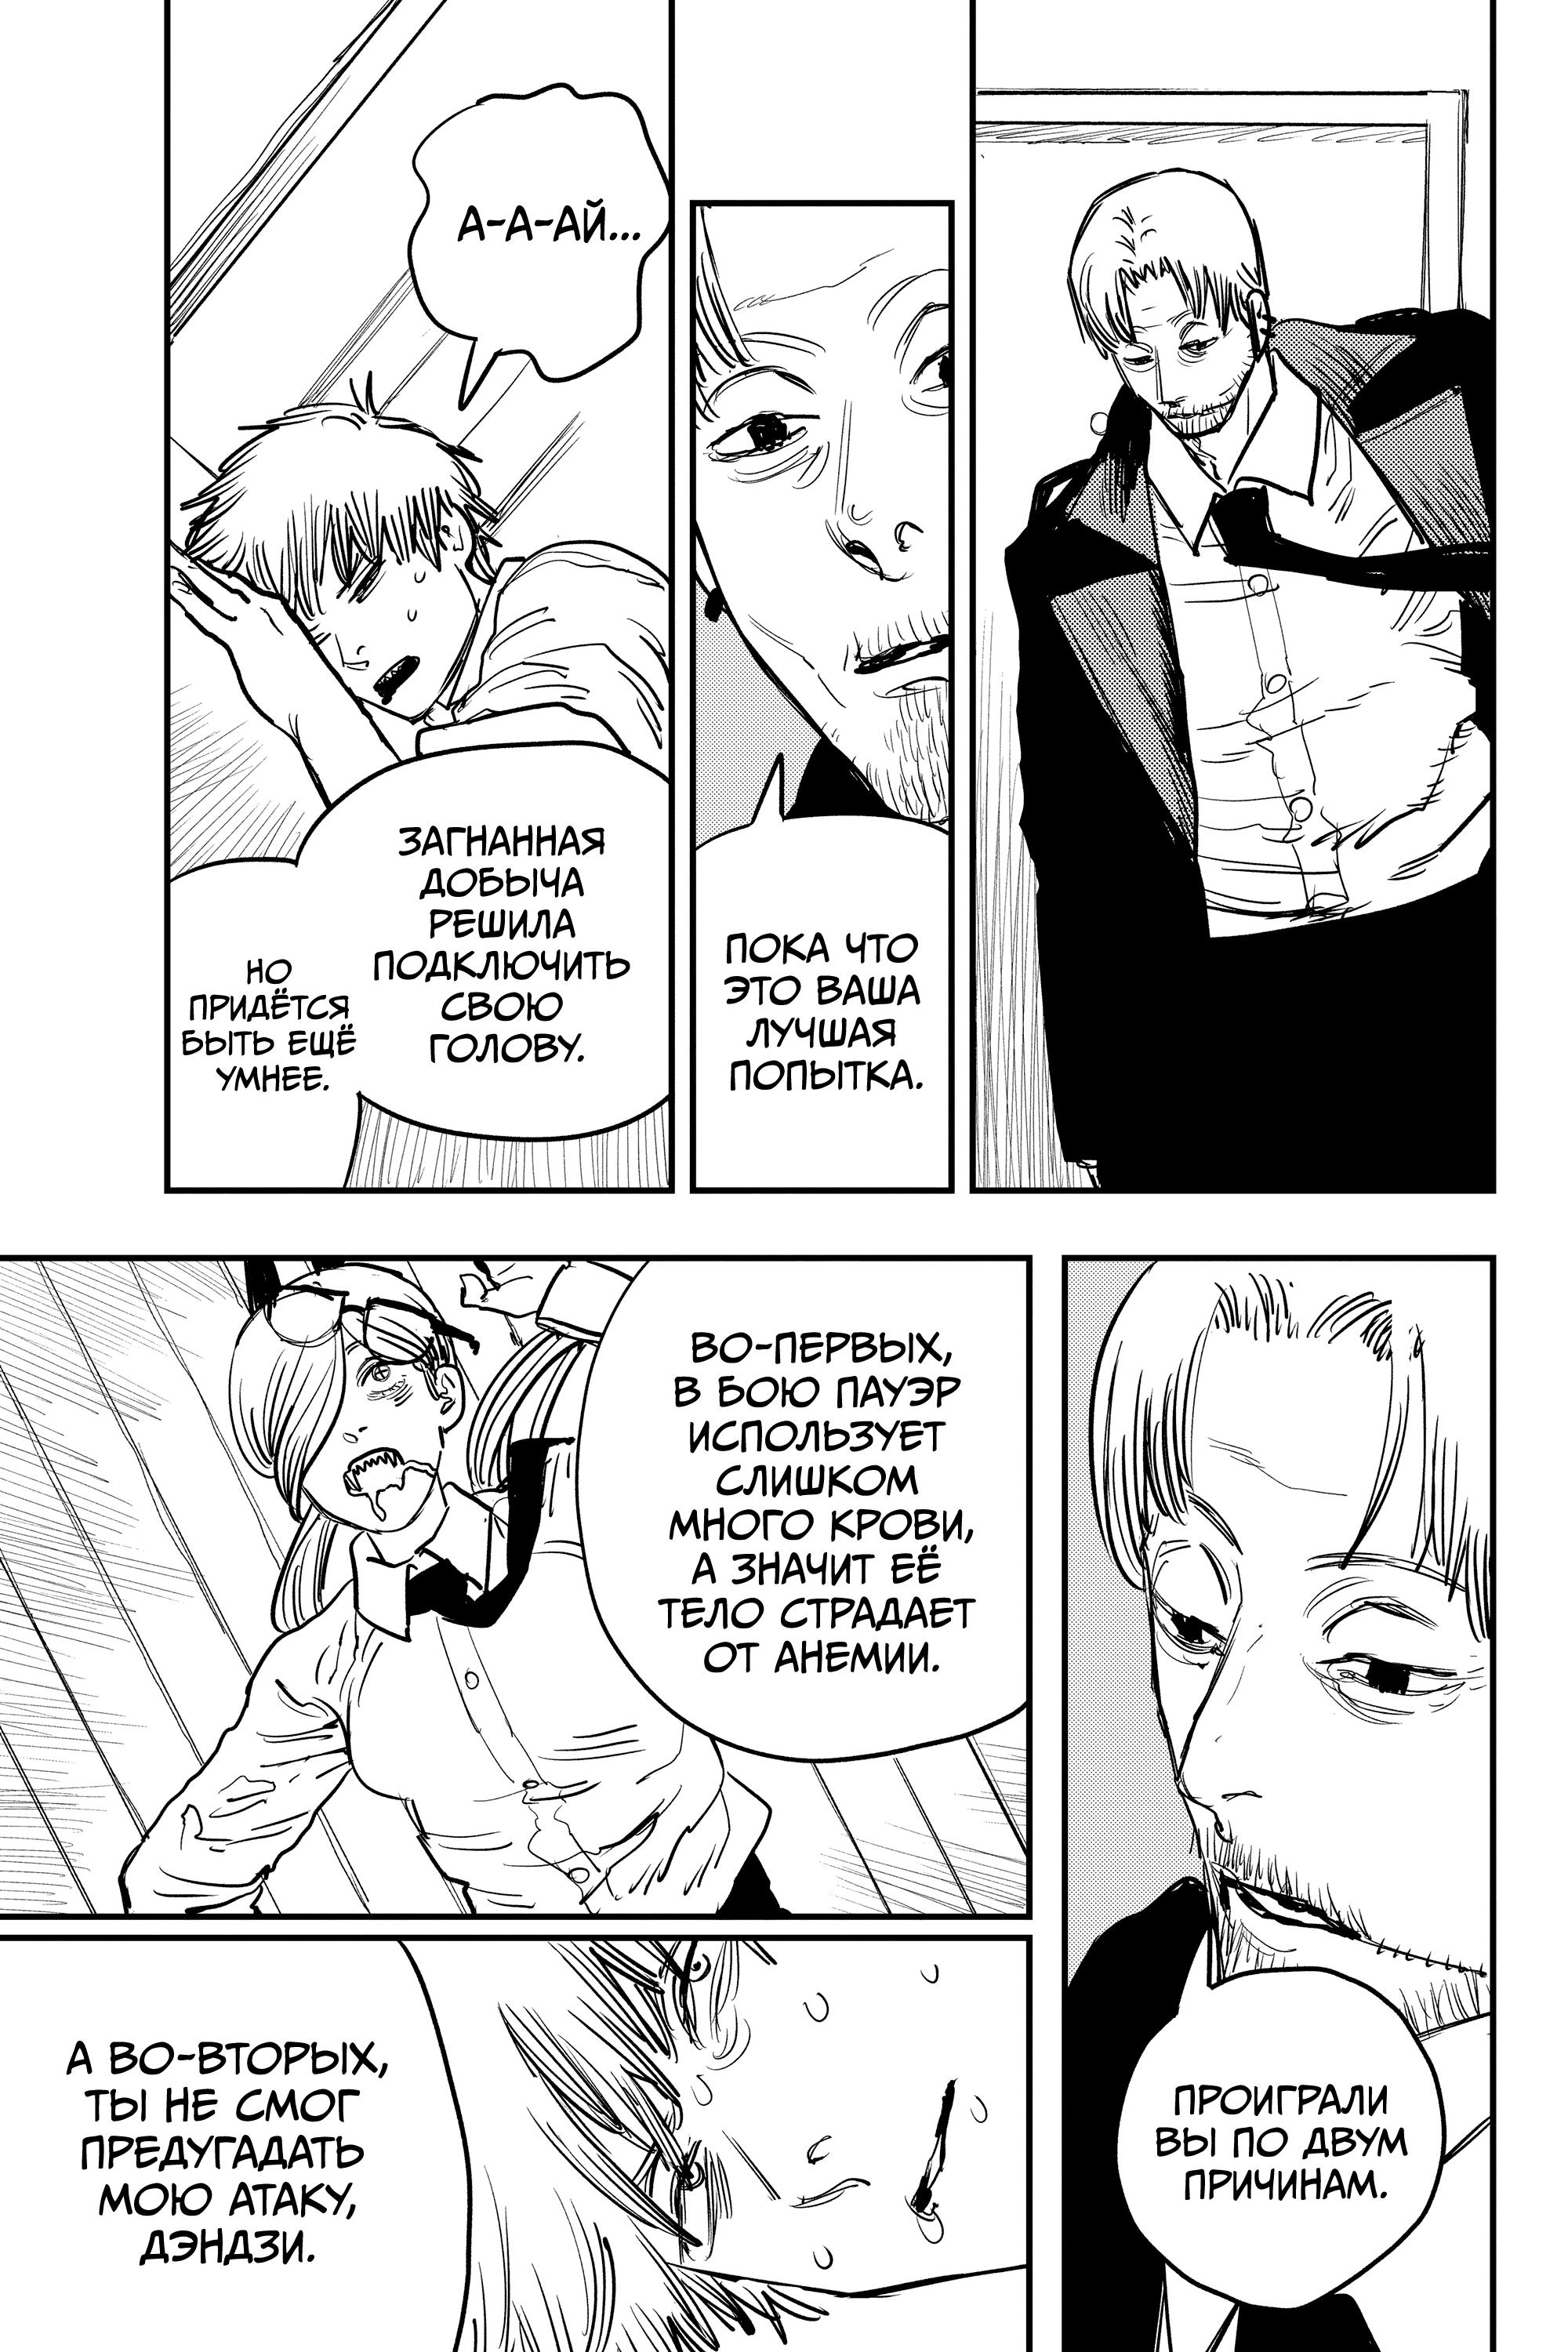 ПОКА ЧТО
ЭТО ВАША
ЛУЧШАЯ
ПОПЫТКА.
А-А-АЙ...
ЗАГНАННАЯ
ДОБЫЧА
РЕШИЛА
ПОДКЛЮЧИТЬ
СВОЮ
ГОЛОВУ.
НО
ПРИДЁТСЯ
БЫТЬ ЕЩЁ
УМНЕЕ.
ПРОИГРАЛИ
ВЫ ПО ДВУМ
ПРИЧИНАМ.
ВО-ПЕРВЫХ,
В БОЮ ПАУЭР
ИСПОЛЬЗУЕТ
СЛИШКОМ
МНОГО КРОВИ,
А ЗНАЧИТ ЕЁ
ТЕЛО СТРАДАЕТ
ОТ АНЕМИИ.
А ВО-ВТОРЫХ,
ТЫ НЕ СМОГ
ПРЕДУГАДАТЬ
МОЮ АТАКУ,
ДЭНДЗИ.